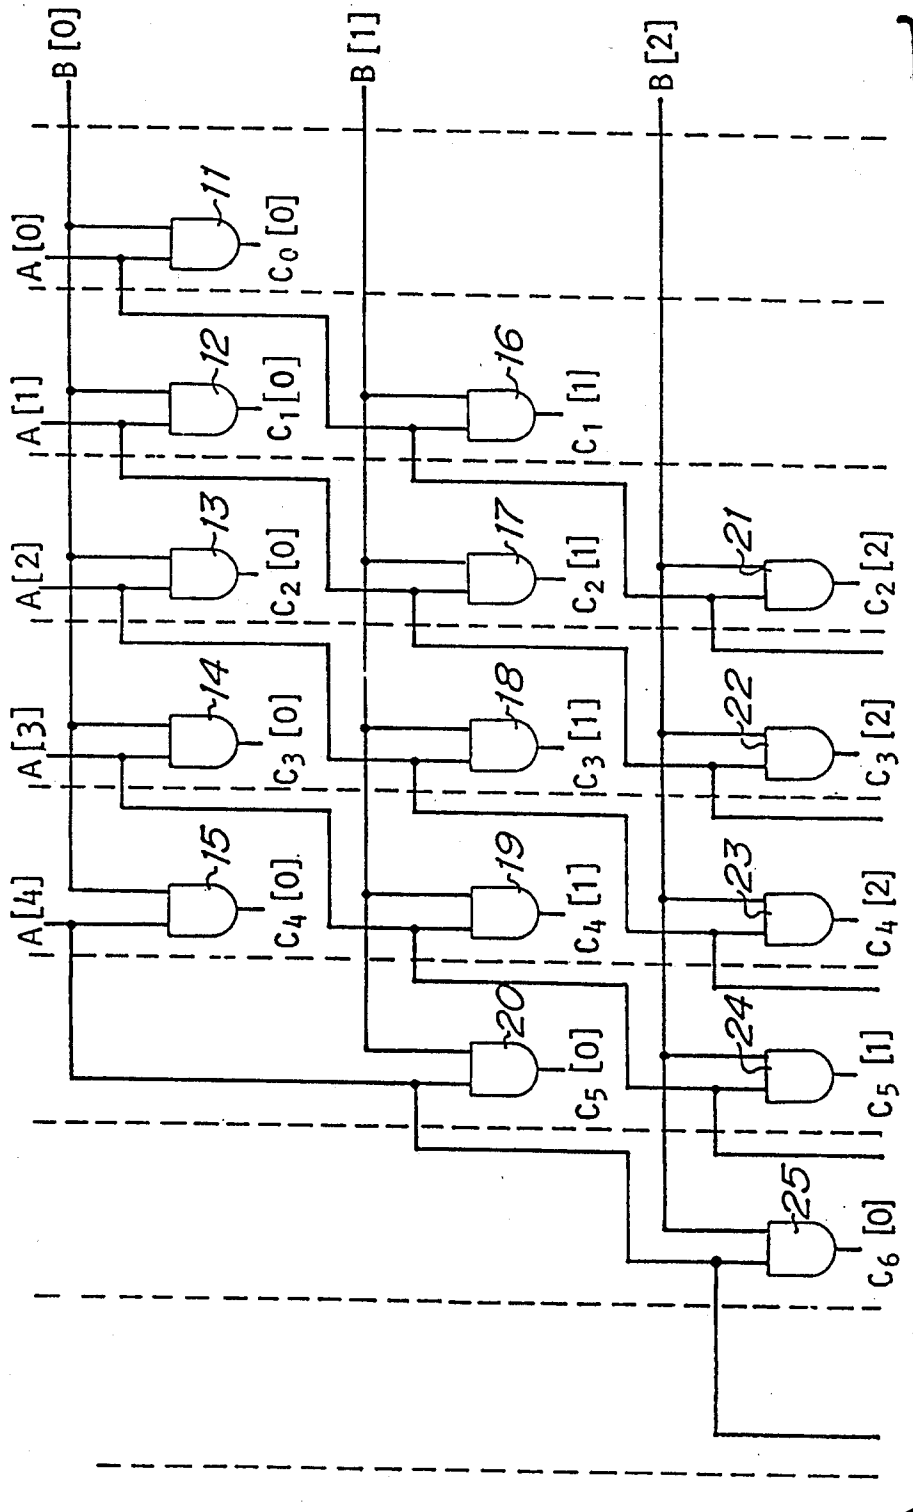 B[0]
B[1]
B[2]
A[0]
A[1]
A[2]
A[3]
A[4]
11
12
13
14
15
C0[0]
C1[0]
C2[0]
C3[0]
C4[0]
16
17
18
19
20
C1[1]
C2[1]
C3[1]
C4[1]
C5[0]
21
22
23
24
25
C2[2]
C3[2]
C4[2]
C5[1]
C6[0]